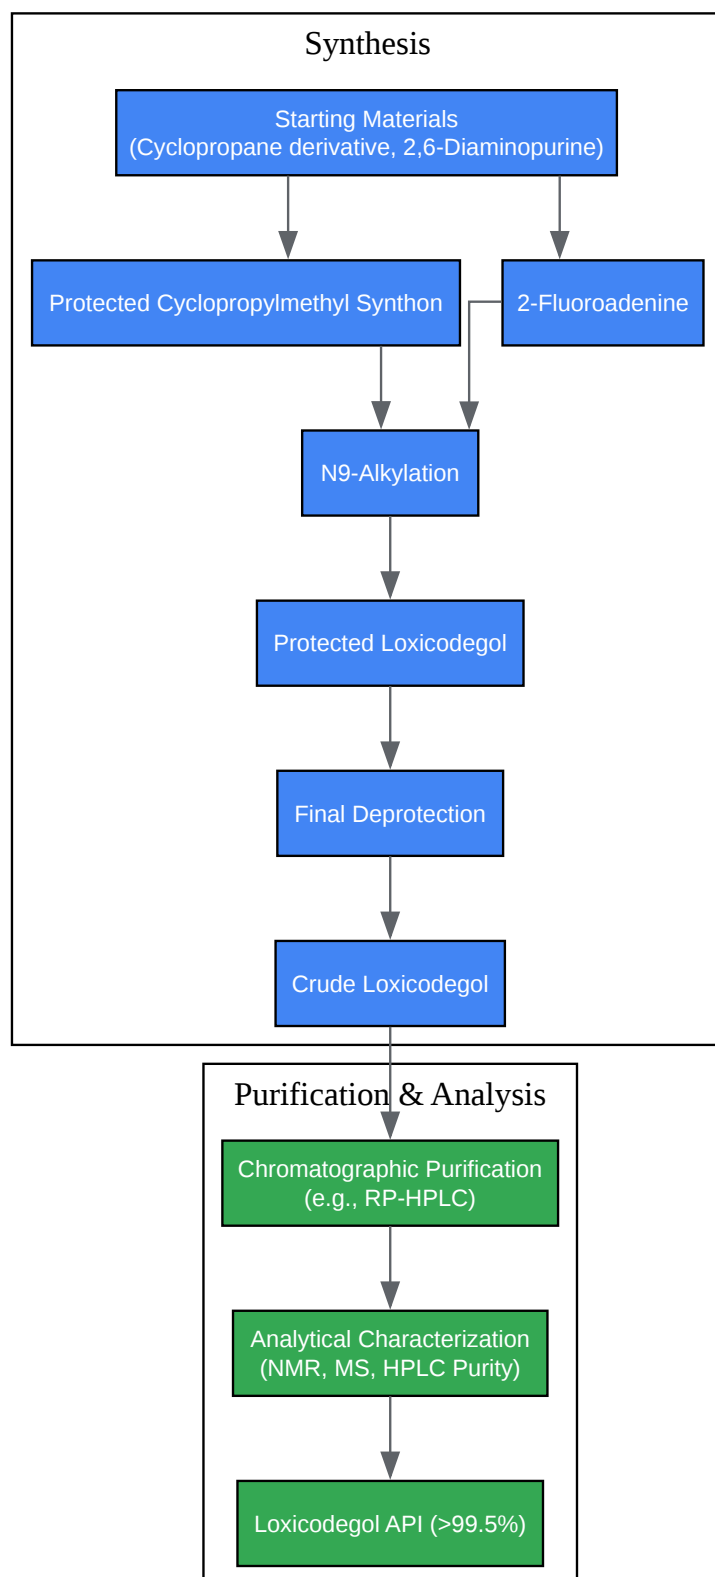 Synthesis
Starting Materials
(Cyclopropane derivative, 2,6-Diaminopurine)
Protected Cyclopropylmethyl Synthon
2-Fluoroadenine
N9-Alkylation
Protected Loxicodegol
Final Deprotection
Crude Loxicodegol
Purification & Analysis
Chromatographic Purification
(e.g., RP-HPLC)
Analytical Characterization
(NMR, MS, HPLC Purity)
Loxicodegol API (>99.5%)